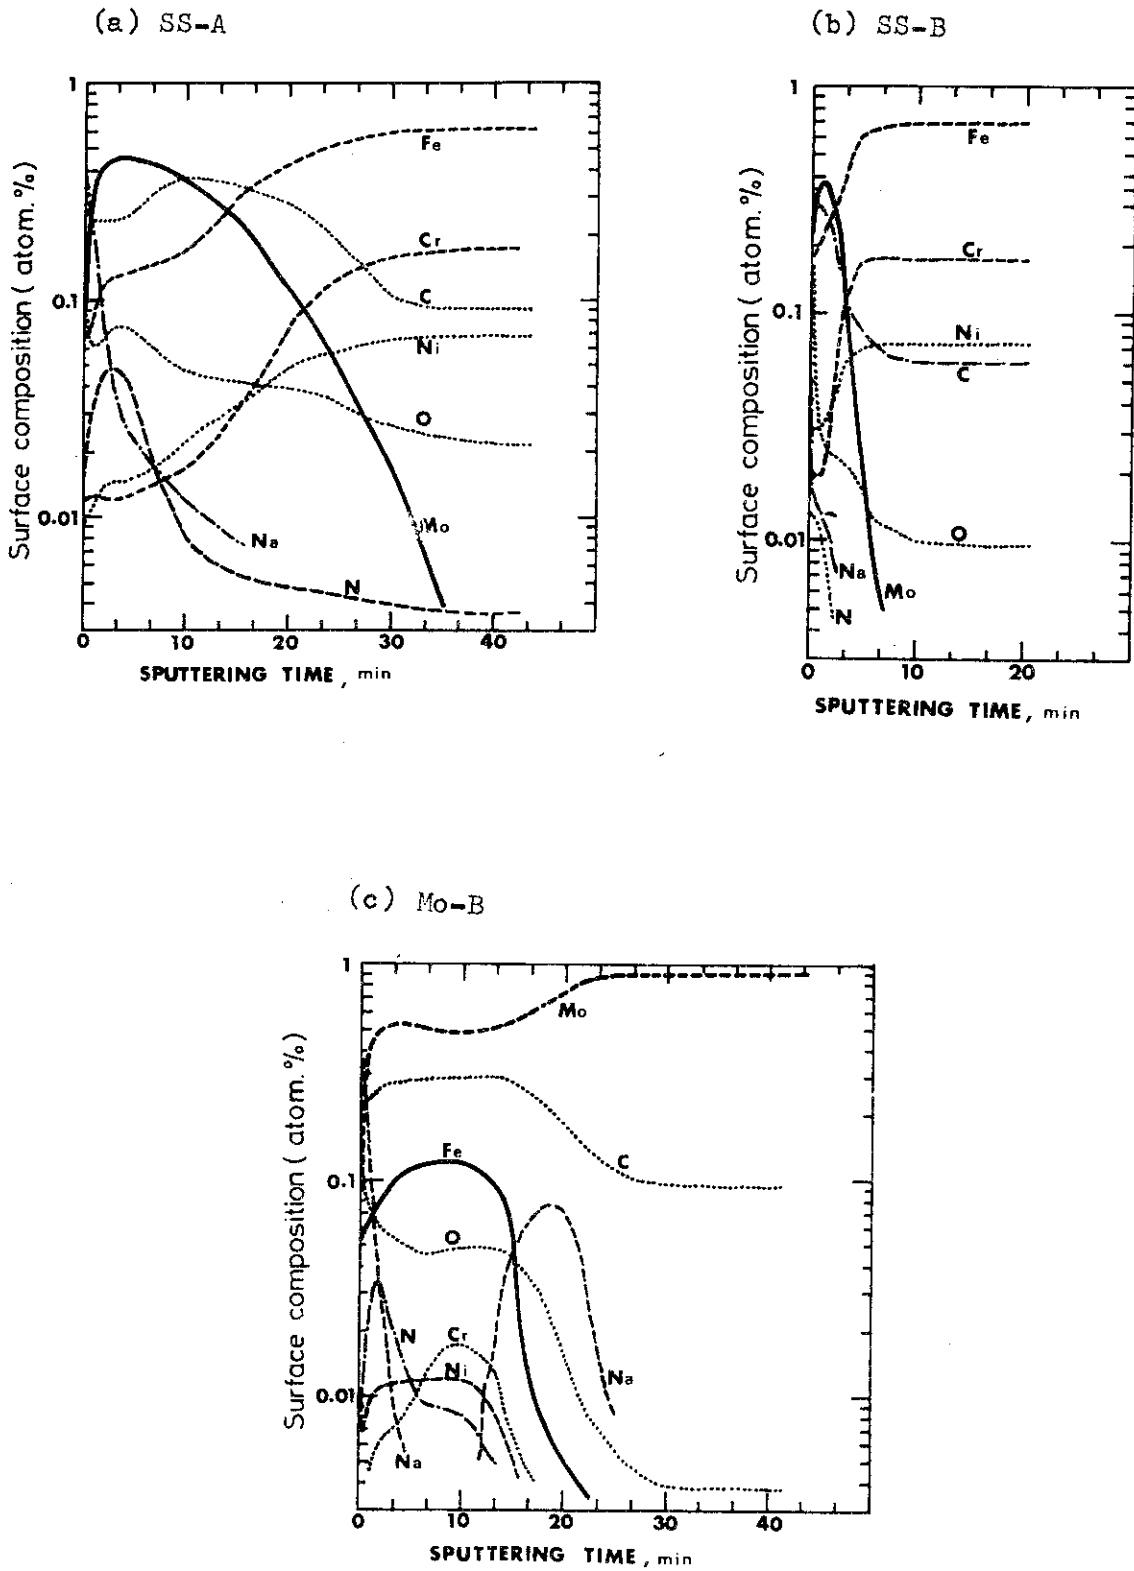 (a) SS-A
1
0.1
0.01
Surface composition ( atom.%)
Fe
Cr
C
Ni
O
Mo
Na
N
0 10 20 30 40
SPUTTERING TIME, min
(b) SS-B
1
0.1
0.01
Surface composition ( atom.%)
Fe
Cr
Ni
C
O
Na
Mo
N
0 10 20
SPUTTERING TIME, min
(c) Mo-B
1
0.1
0.01
Surface composition ( atom.%)
Mo
C
Fe
O
N
Cr
Ni
Na
Na
0 10 20 30 40
SPUTTERING TIME, min